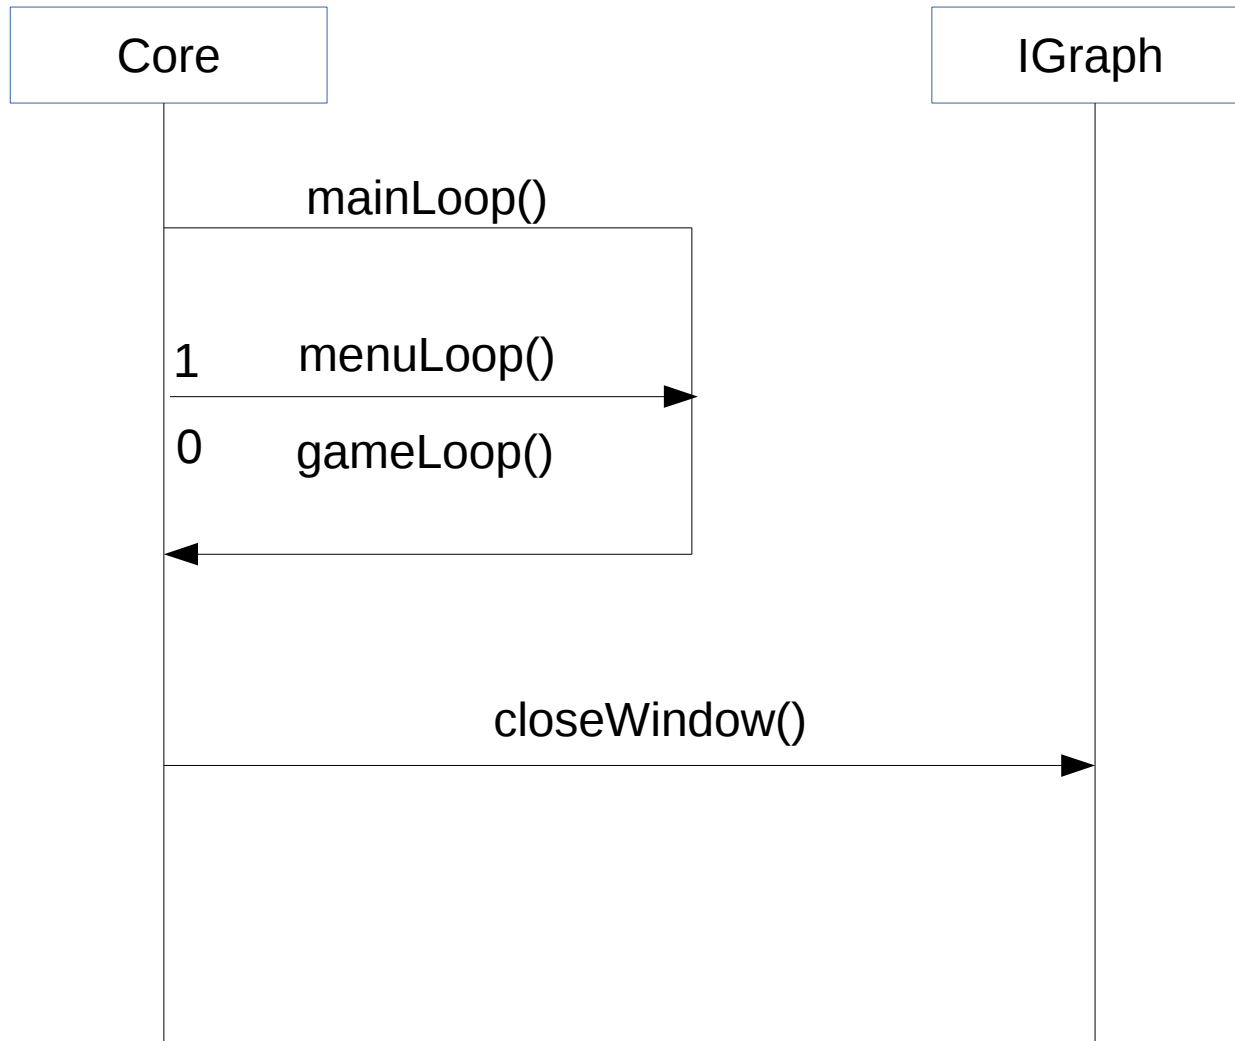 Core
IGraph
mainLoop()
1
menuLoop()
0
gameLoop()
closeWindow()